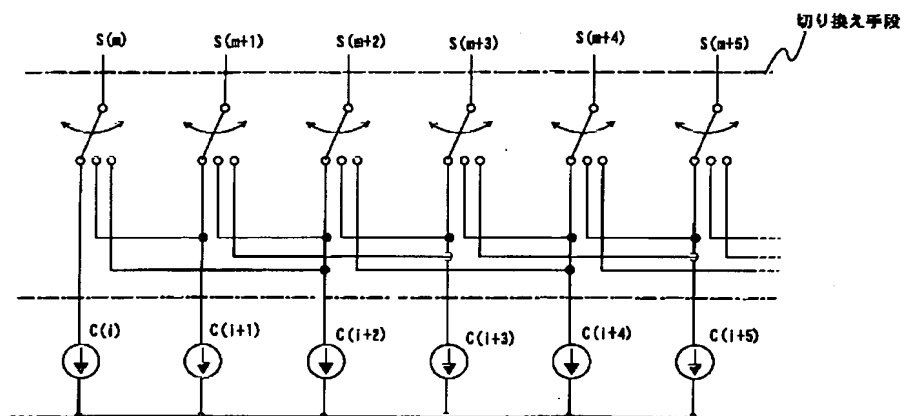 切り換え手段
S(m)
S(m+1)
S(m+2)
S(m+3)
S(m+4)
S(m+5)
C(i)
C(i+1)
C(i+2)
C(i+3)
C(i+4)
C(i+5)